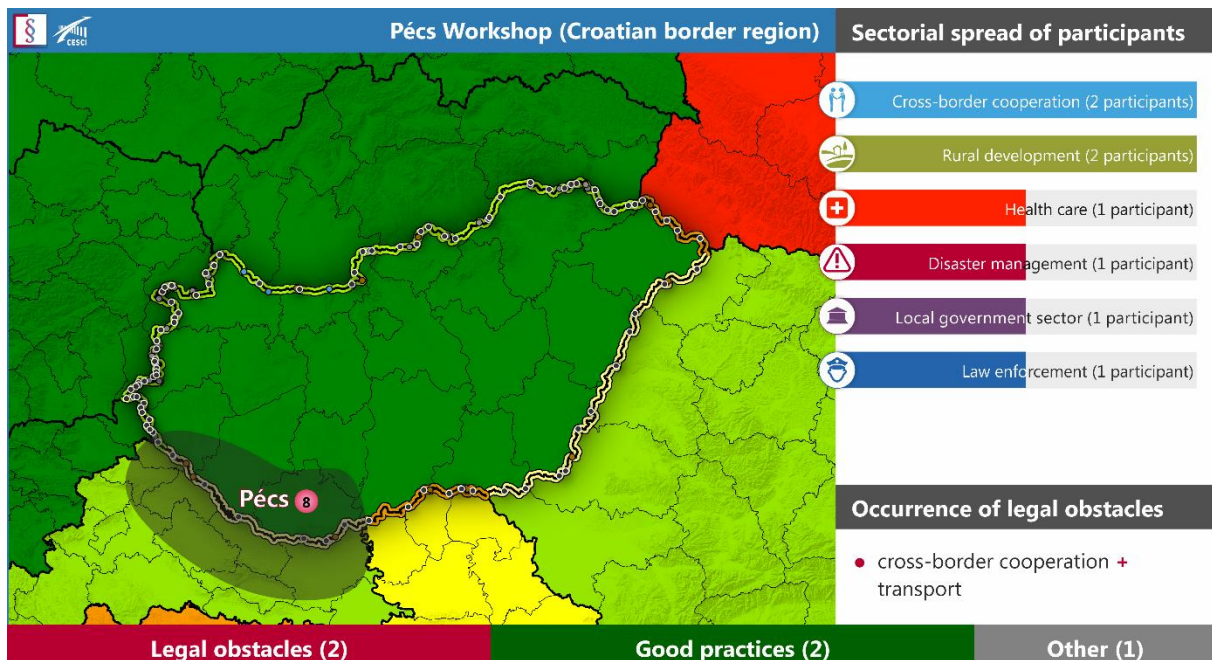 §
CESCI
Pécs Workshop (Croatian border region)
Sectorial spread of participants
Cross-border cooperation (2 participants)
Rural development (2 participants)
Health care (1 participant)
Disaster management (1 participant)
Local government sector (1 participant)
Law enforcement (1 participant)
Pécs 8
Occurrence of legal obstacles
• cross-border cooperation +
transport
Legal obstacles (2)
Good practices (2)
Other (1)